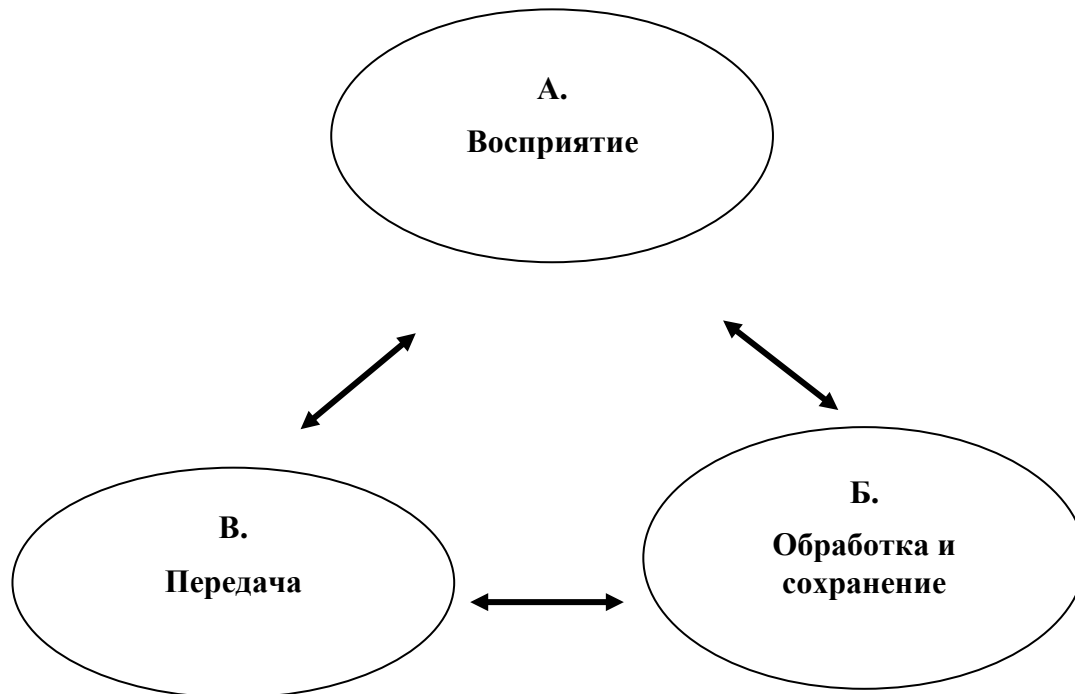 А.
Восприятие
Б.
Обработка и
сохранение
В.
Передача